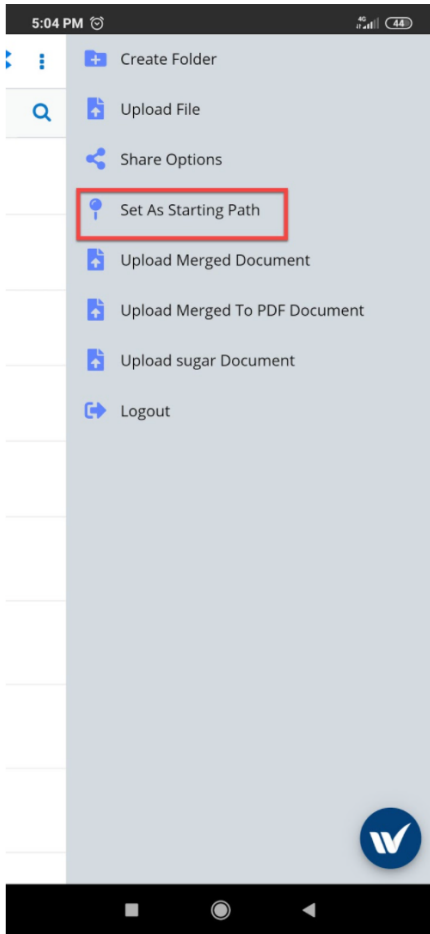 5:04 PM
4G
44
Create Folder
Upload File
Share Options
Set As Starting Path
Upload Merged Document
Upload Merged To PDF Document
Upload sugar Document
Logout